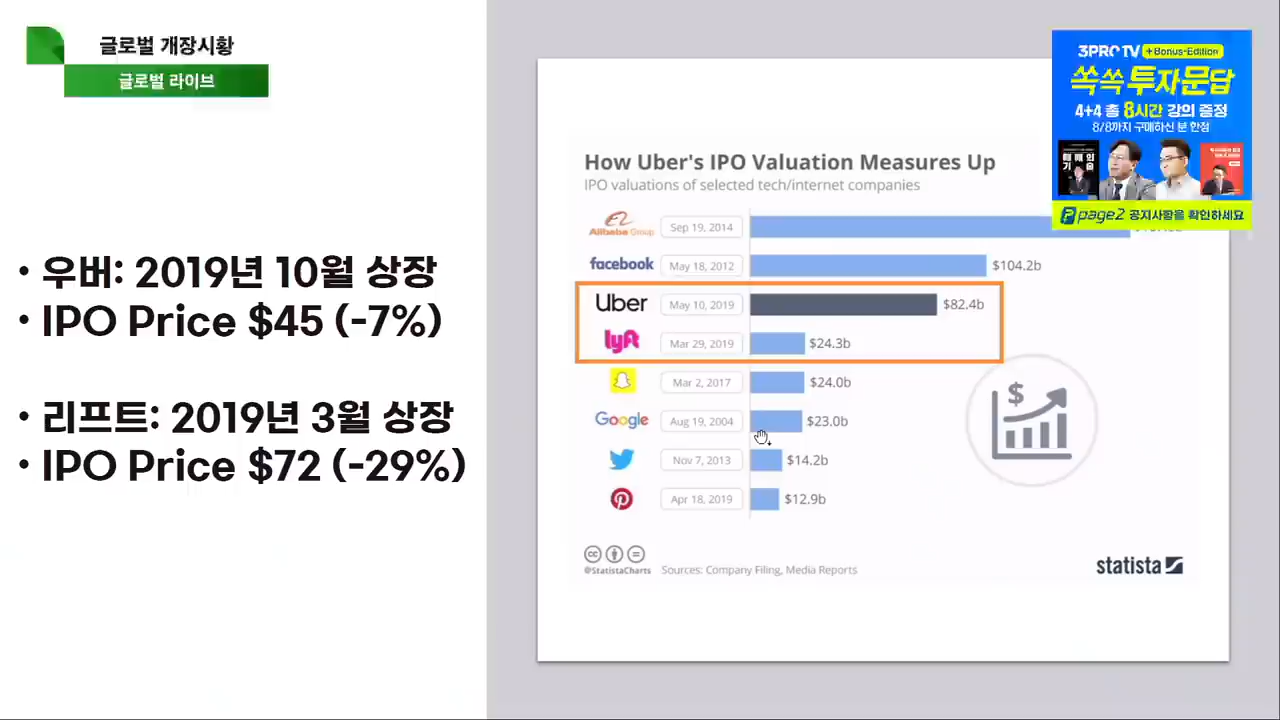 글로벌 개장시황
글로벌 라이브
• 우버: 2019년 10월 상장
• IPO Price $45 (-7%)
• 리프트: 2019년 3월 상장
• IPO Price $72 (-29%)
How Uber's IPO Valuation Measures Up
IPO valuations of selected tech/internet companies
Alibaba Group Sep 19, 2014
facebook May 18, 2012 $104.2b
Uber May 10, 2019 $82.4b
lyft Mar 29, 2019 $24.3b
Mar 2, 2017 $24.0b
Google Aug 19, 2004 $23.0b
Nov 7, 2013 $14.2b
Apr 18, 2019 $12.9b
@StatistaCharts Sources: Company Filing, Media Reports
statista
3PRO TV +Bonus-Edition
쏙쏙 투자문답
4+4 총 8시간 강의 증정
8/8까지 구매하신 분 한정
page2 공지사항을 확인하세요